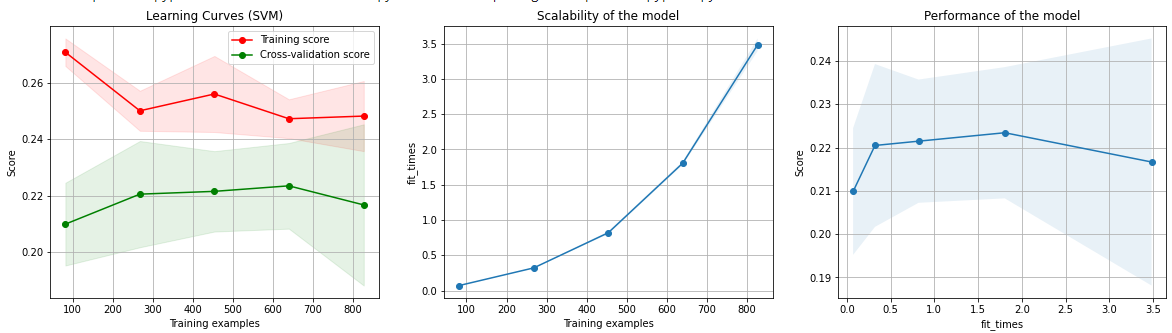 Learning Curves (SVM)
Training score
Cross-validation score
0.26
0.24
0.22
0.20
Score
100 200 300 400 500 600 700 800
Training examples
Scalability of the model
3.5
3.0
2.5
2.0
1.5
1.0
0.5
0.0
fit_times
100 200 300 400 500 600 700 800
Training examples
Performance of the model
0.24
0.23
0.22
0.21
0.20
0.19
Score
0.0 0.5 1.0 1.5 2.0 2.5 3.0 3.5
fit_times